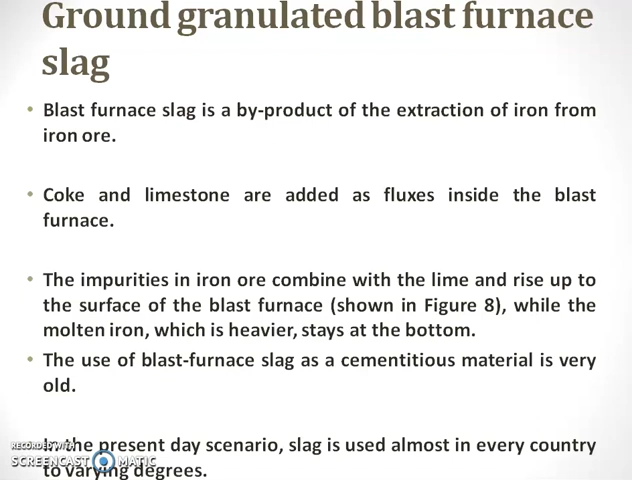 Ground granulated blast furnace
slag
• Blast furnace slag is a by-product of the extraction of iron from
iron ore.
• Coke and limestone are added as fluxes inside the blast
furnace.
• The impurities in iron ore combine with the lime and rise up to
the surface of the blast furnace (shown in Figure 8), while the
molten iron, which is heavier, stays at the bottom.
• The use of blast-furnace slag as a cementitious material is very
old.
In the present day scenario, slag is used almost in every country
to varying degrees.
RECORDED WITH
SCREENCAST MATIC